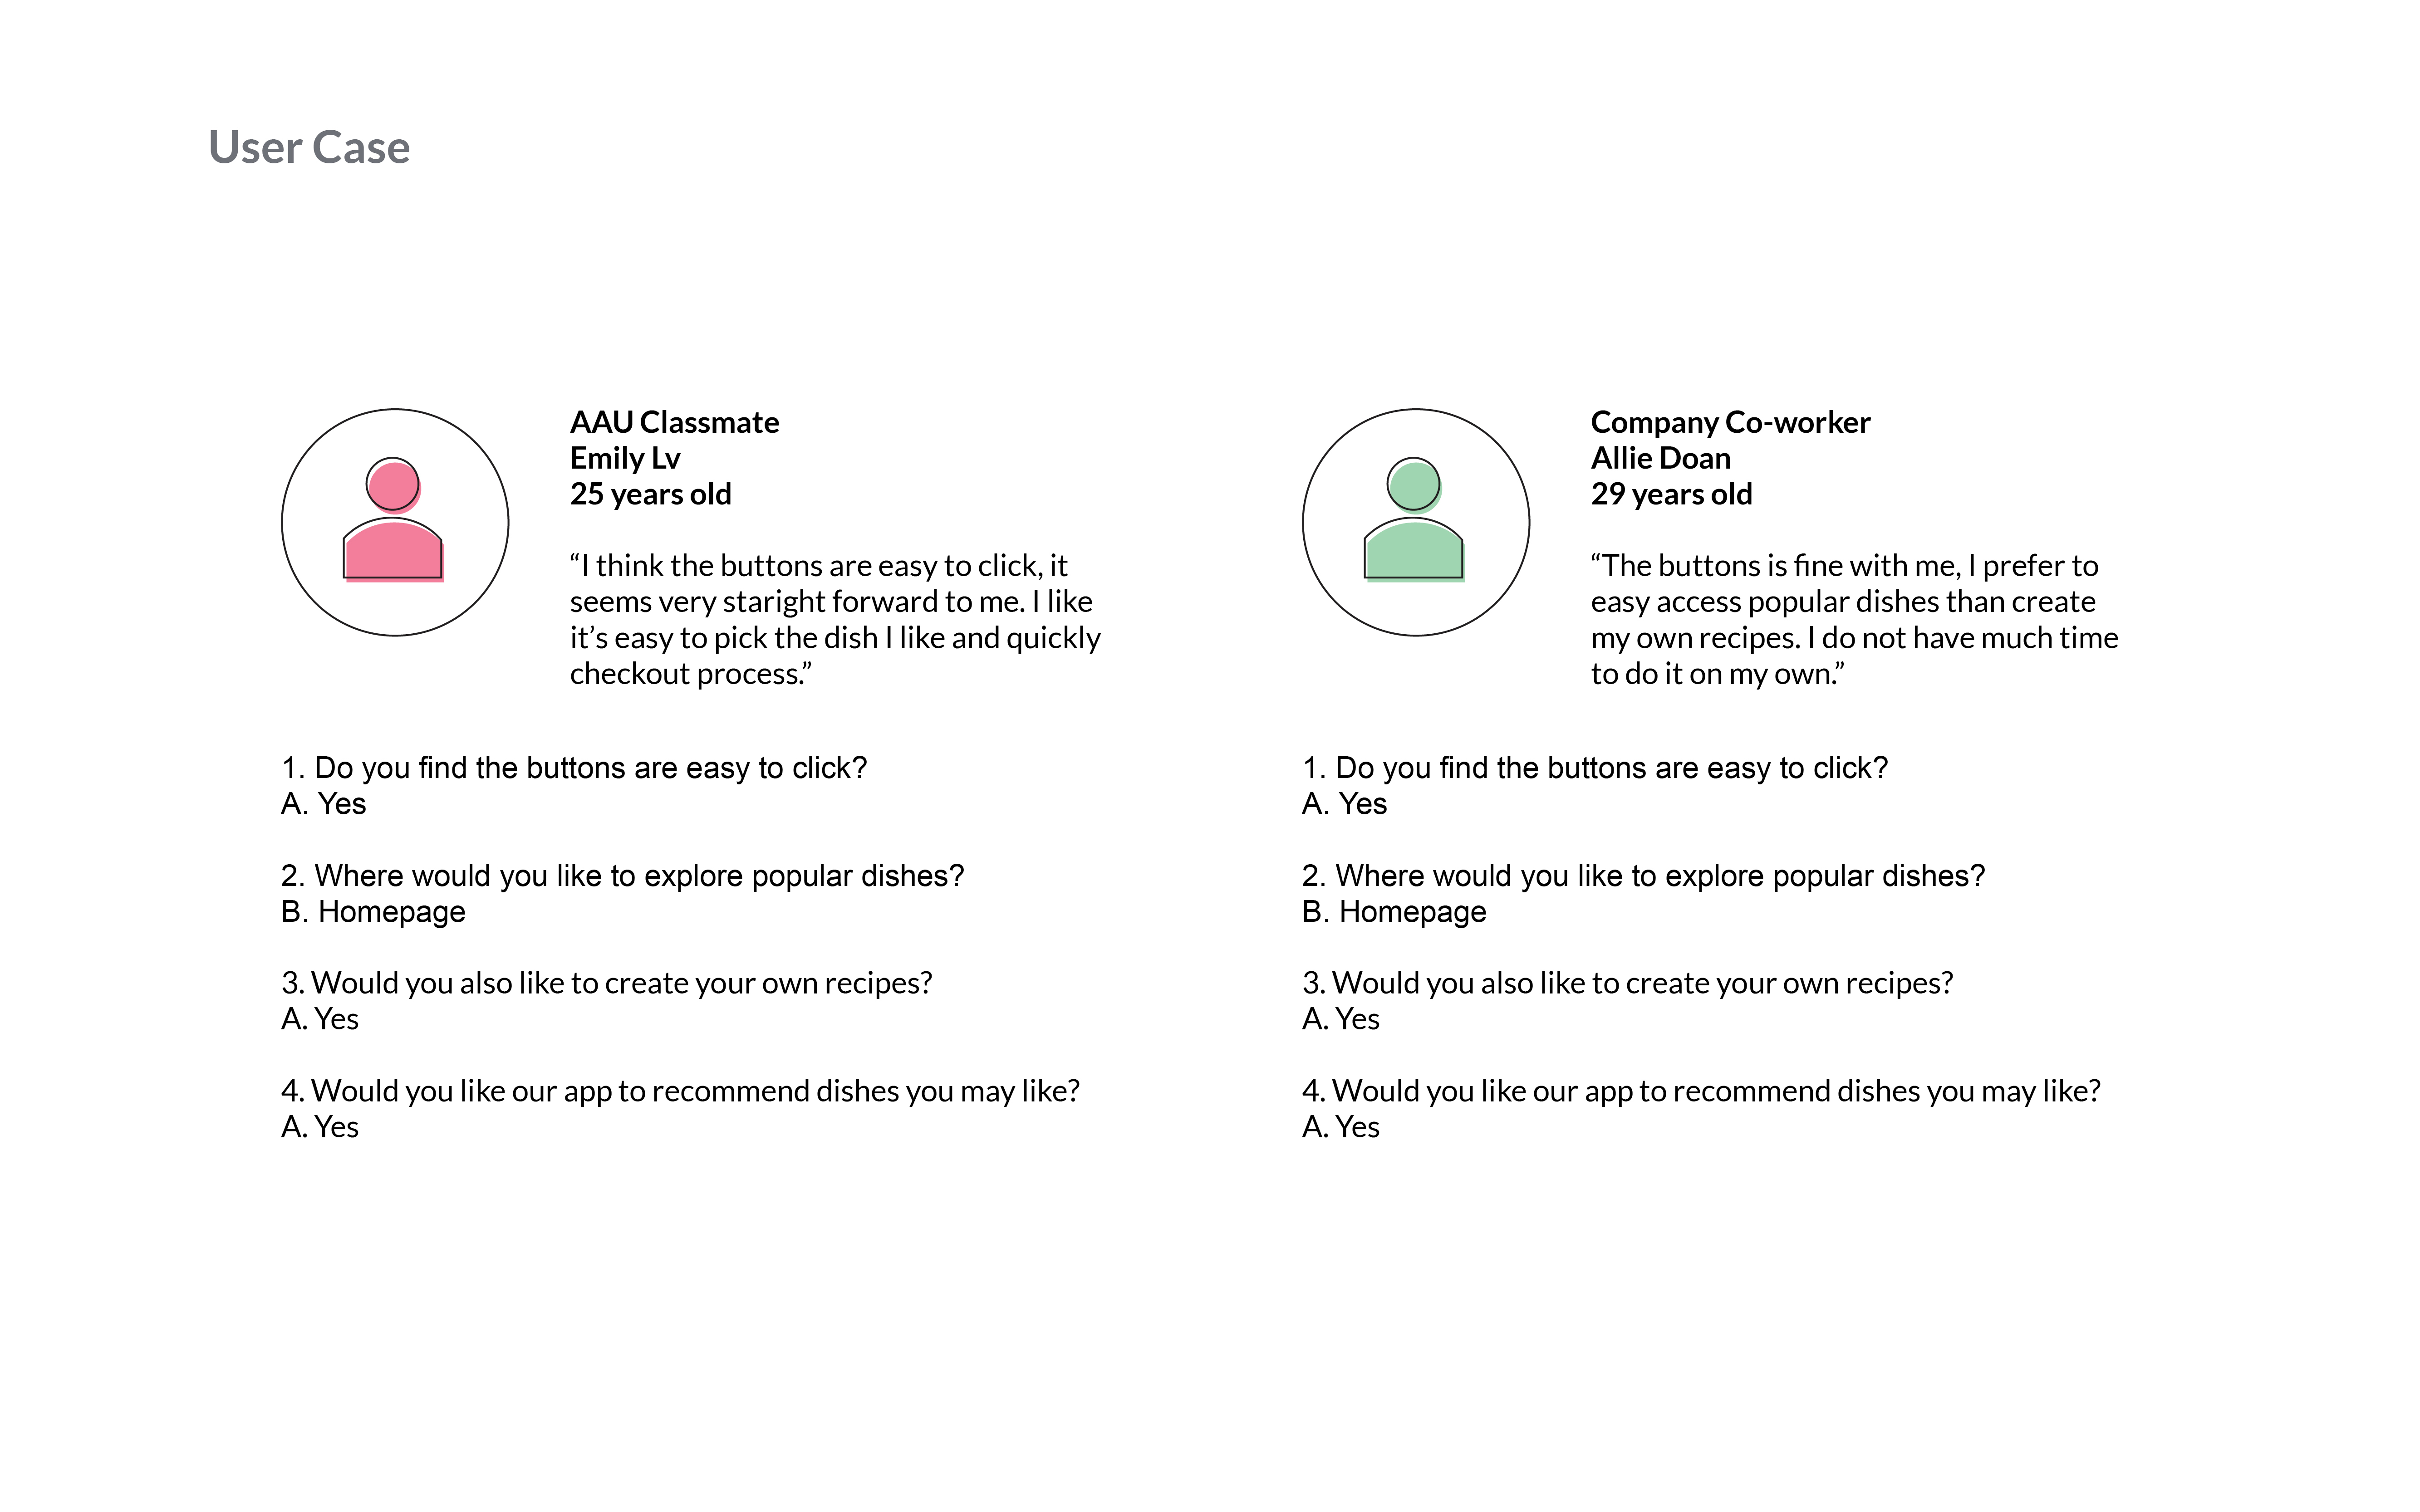 User Case
AAU Classmate
Emily Lv
25 years old
“I think the buttons are easy to click, it
seems very staright forward to me. I like
it’s easy to pick the dish I like and quickly
checkout process.”
1. Do you find the buttons are easy to click?
A. Yes
2. Where would you like to explore popular dishes?
B. Homepage
3. Would you also like to create your own recipes?
A. Yes
4. Would you like our app to recommend dishes you may like?
A. Yes
Company Co-worker
Allie Doan
29 years old
“The buttons is fine with me, I prefer to
easy access popular dishes than create
my own recipes. I do not have much time
to do it on my own.”
1. Do you find the buttons are easy to click?
A. Yes
2. Where would you like to explore popular dishes?
B. Homepage
3. Would you also like to create your own recipes?
A. Yes
4. Would you like our app to recommend dishes you may like?
A. Yes